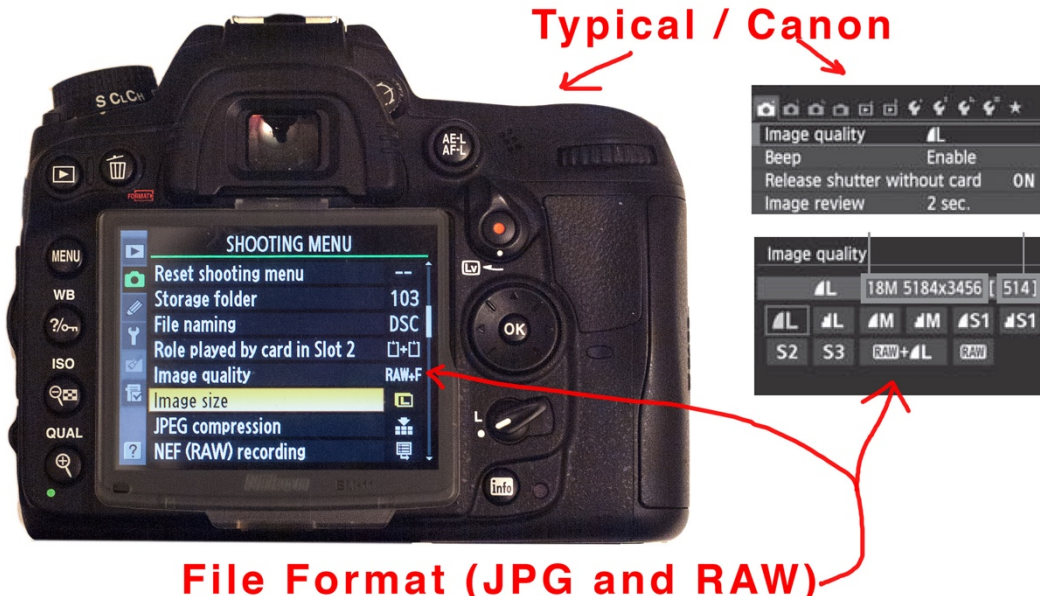 Typical / Canon
S CL CH
AE-L
AF-L
FORMAT
MENU
WB
?/
ISO
QUAL
?
SHOOTING MENU
Reset shooting menu --
Storage folder 103
File naming DSC
Role played by card in Slot 2
Image quality RAW+F
Image size L
JPEG compression
NEF (RAW) recording
Lv
OK
L
info
Image quality L
Beep Enable
Release shutter without card ON
Image review 2 sec.
Image quality
L 18M 5184x3456 [ 514]
L L M M S1 S1
S2 S3 RAW+L RAW
File Format (JPG and RAW)